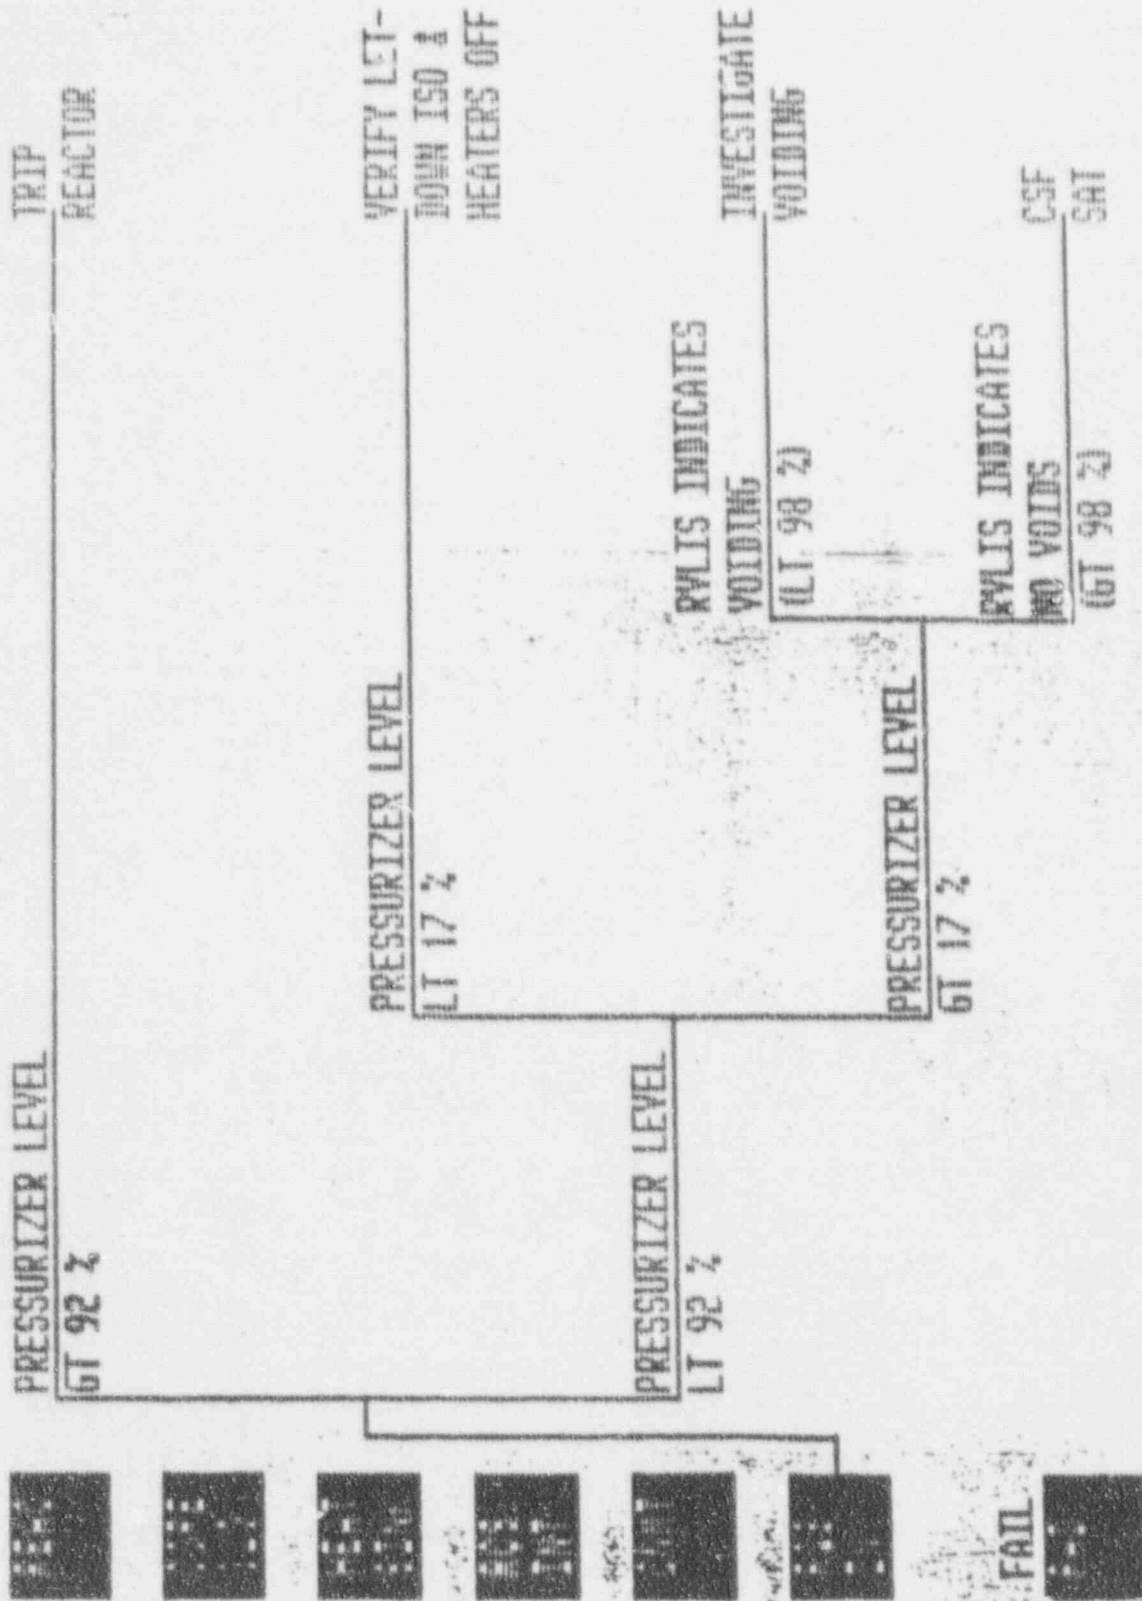 PRESSURIZER LEVEL
GT 92 %
TRIP
REACTOR
PRESSURIZER LEVEL
LT 92 %
PRESSURIZER LEVEL
LT 17 %
VERIFY LET-
DOWN ISO &
HEATERS OFF
PRESSURIZER LEVEL
GT 17 %
RVLIS INDICATES
VOIDING
(LT 98 %)
INVESTIGATE
VOIDING
RVLIS INDICATES
NO VOIDS
(GT 98 %)
CSF
SAT
FAIL